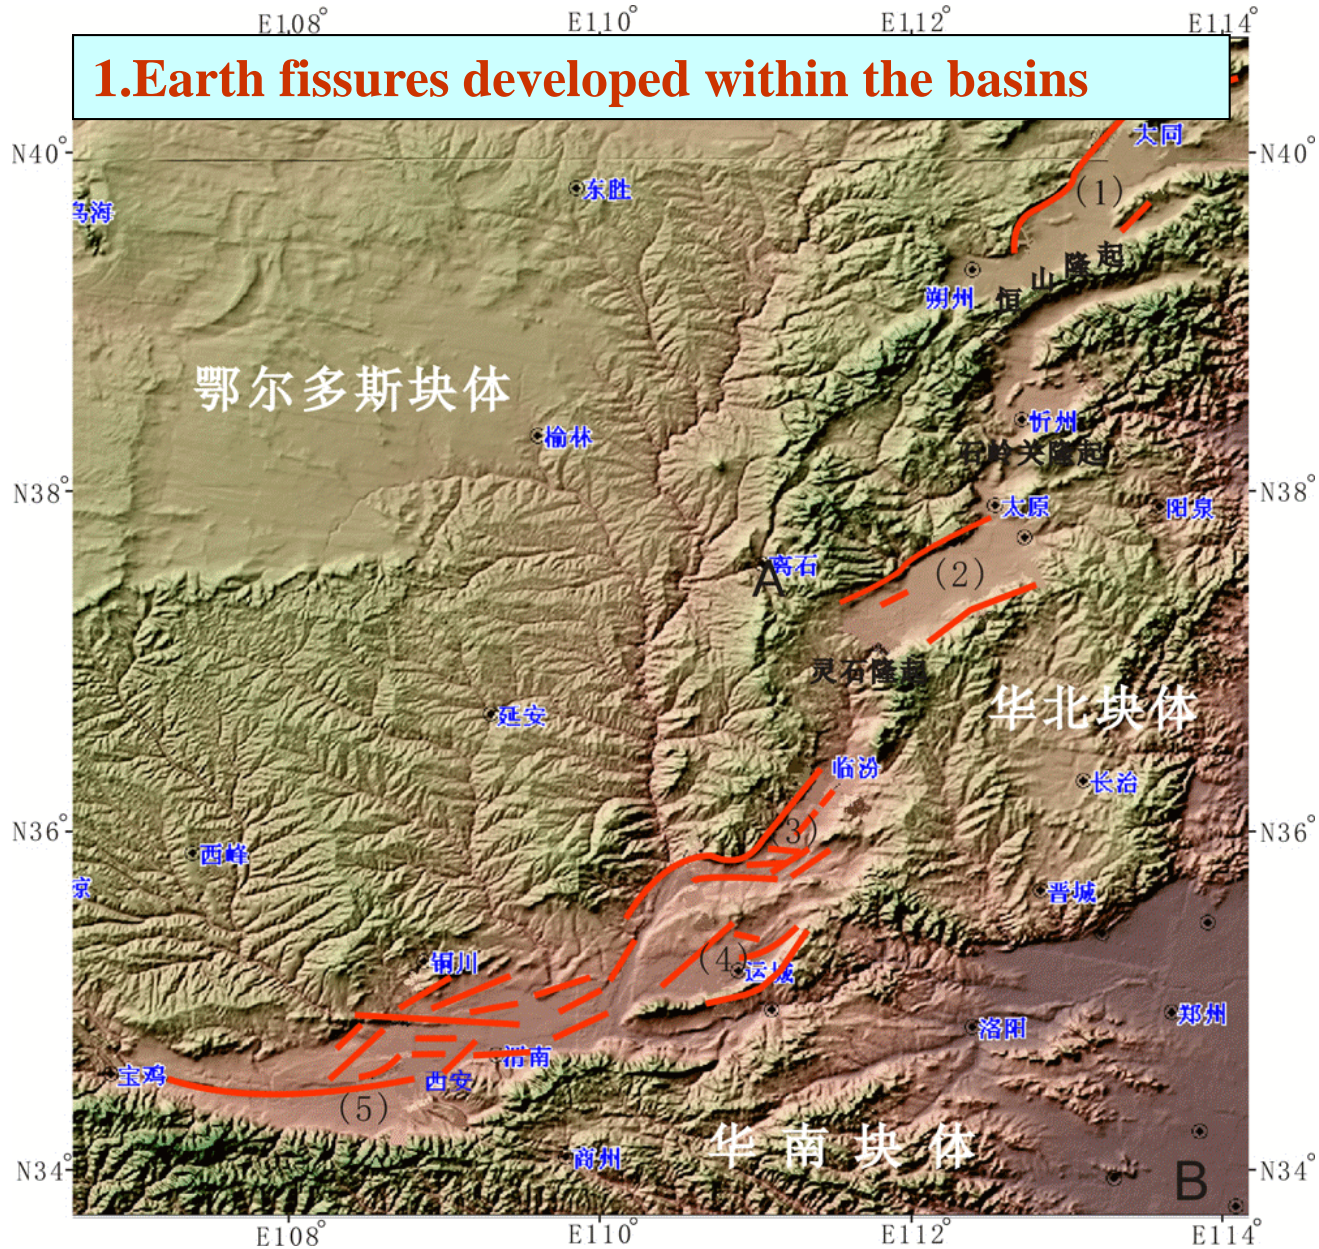 E108° E110° E112° E114°
1.Earth fissures developed within the basins
大同
N40° N40°
(1)
东胜
乌海
恒山隆起
朔州
鄂尔多斯块体
忻州
榆林
石岭关隆起
N38° N38°
太原
阳泉
离石
A
(2)
灵石隆起
华北块体
延安
临汾
长治
(3)
N36° N36°
西峰
晋城
(4)
铜川
运城
郑州
洛阳
渭南
宝鸡
西安
(5)
华南块体
商州
N34° N34°
B
E108° E110° E112° E114°